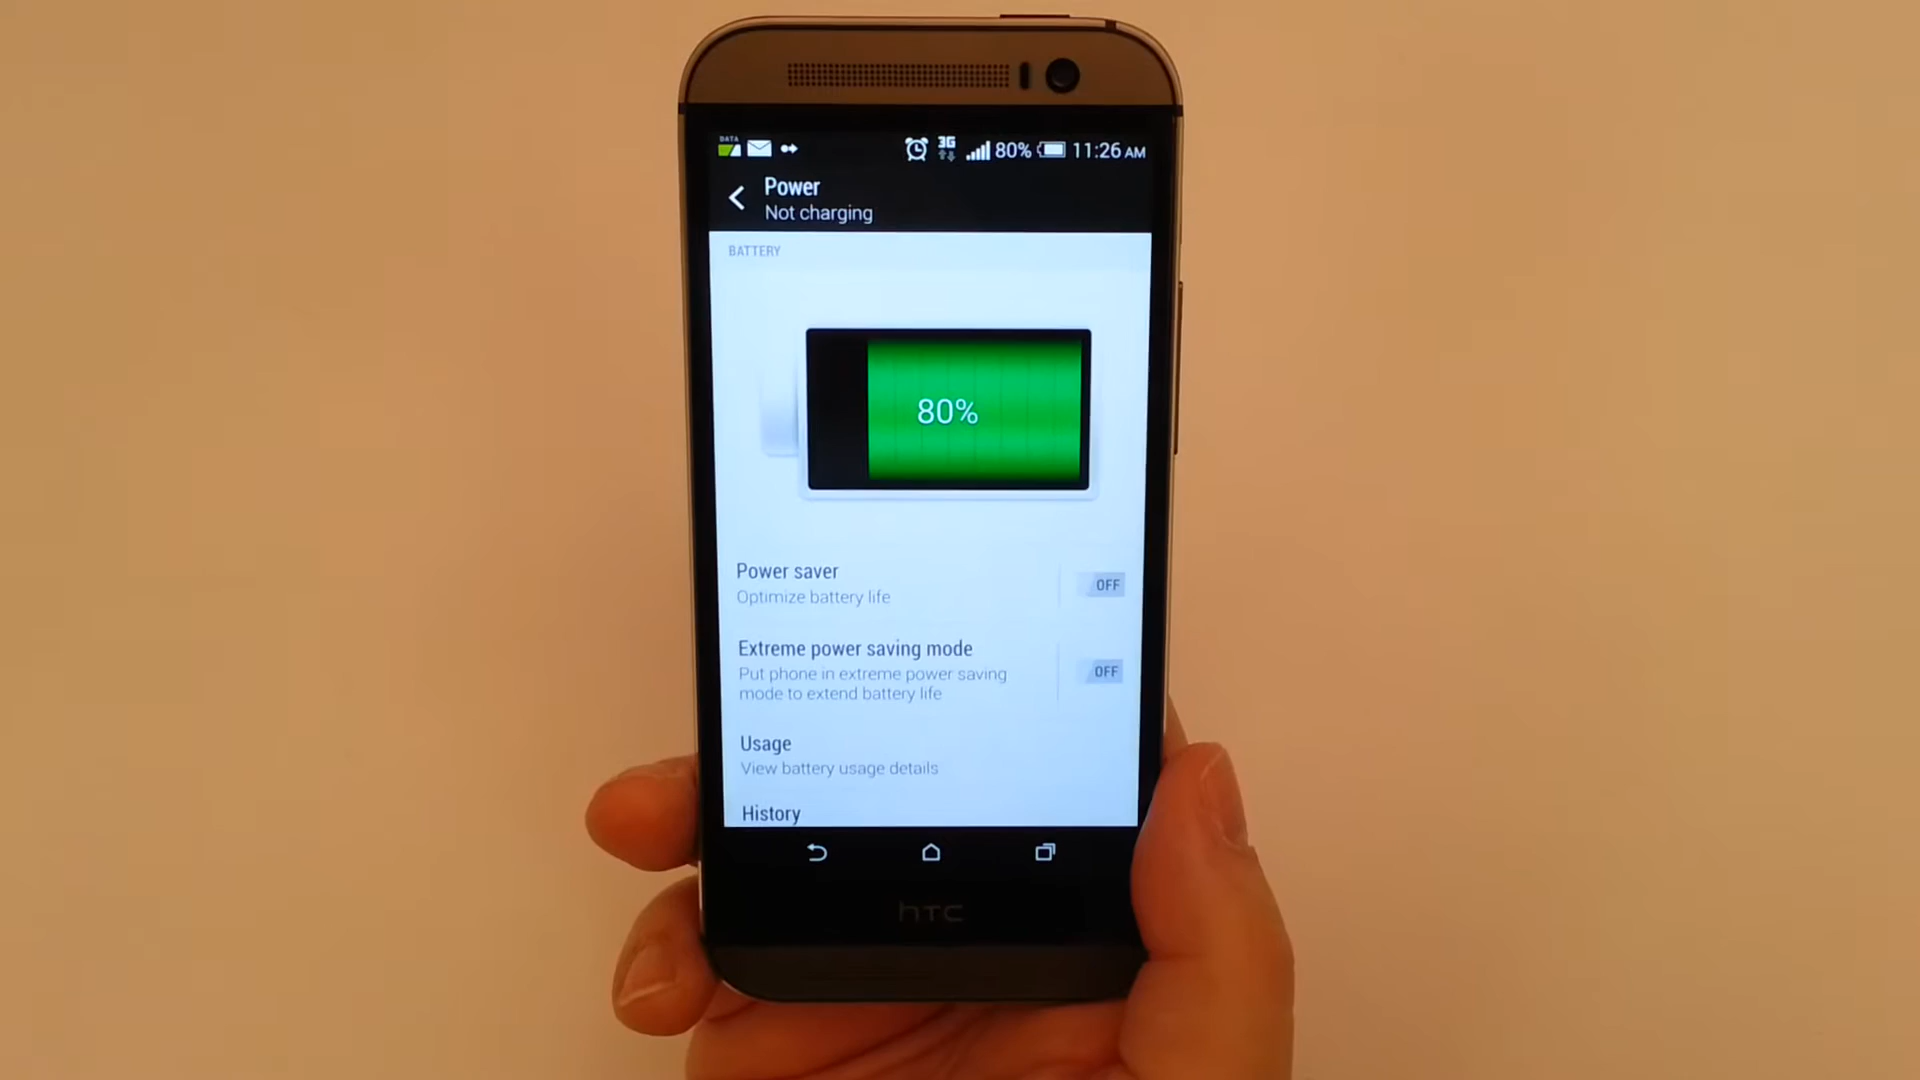 DATA
3G 80% 11:26 AM
Power
Not charging
BATTERY
80%
Power saver
Optimize battery life
OFF
Extreme power saving mode
Put phone in extreme power saving
mode to extend battery life
OFF
Usage
View battery usage details
History
hTC